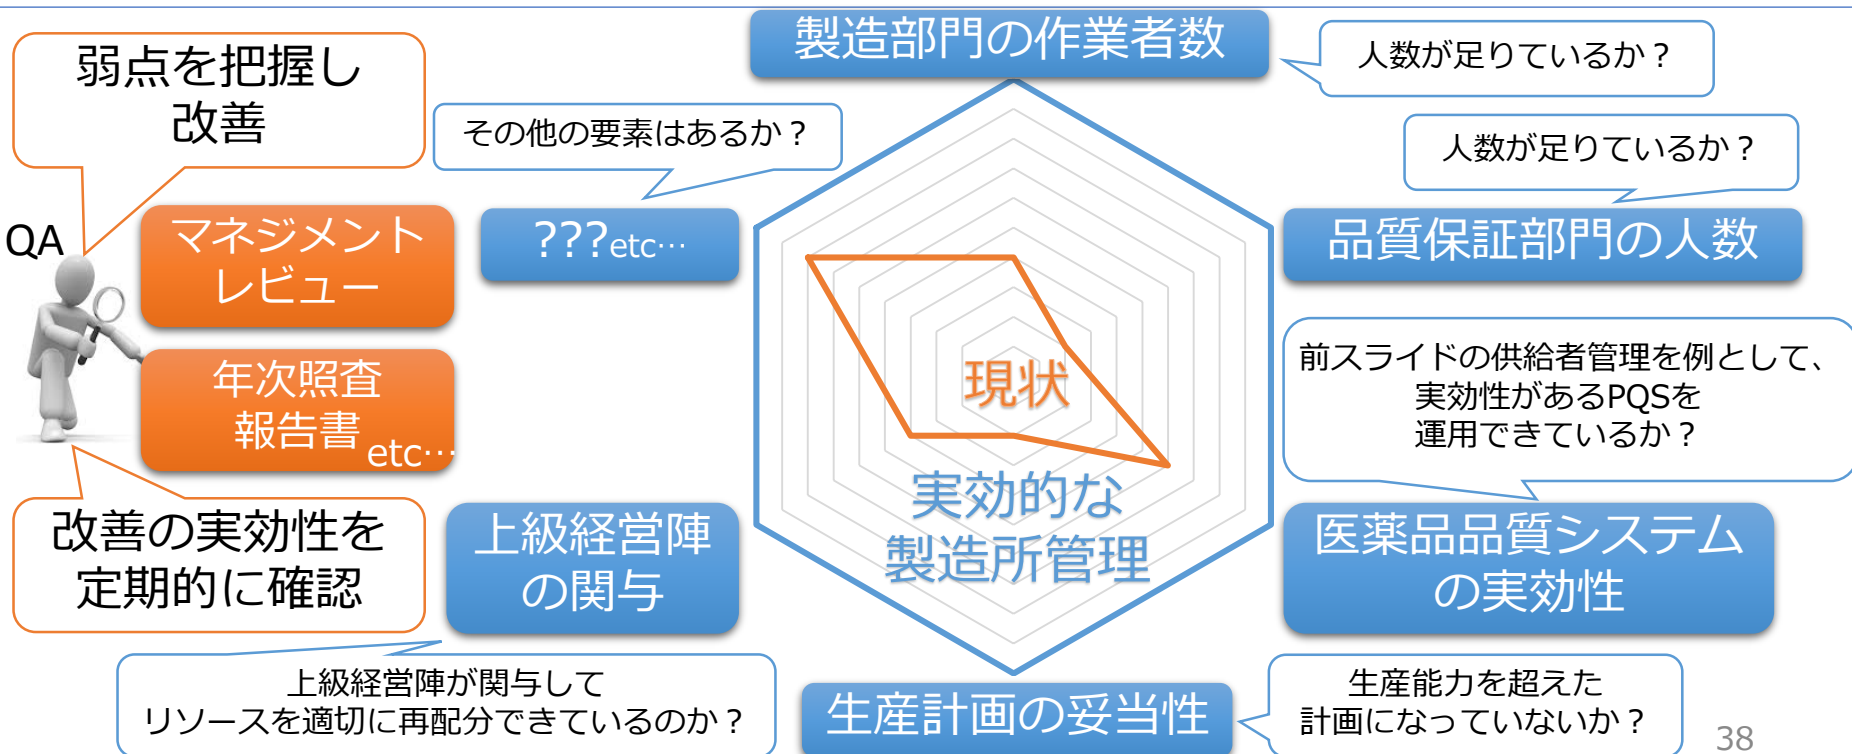 弱点を把握し
改善
QA
マネジメント
レビュー
年次照査
報告書
etc…
改善の実効性を
定期的に確認
製造部門の作業者数
人数が足りているか？
その他の要素はあるか？
???etc…
人数が足りているか？
品質保証部門の人数
前スライドの供給者管理を例として、
実効性があるPQSを
運用できているか？
医薬品品質システム
の実効性
現状
実効的な
製造所管理
上級経営陣
の関与
上級経営陣が関与して
リソースを適切に再配分できているのか？
生産計画の妥当性
生産能力を超えた
計画になっていないか？
38